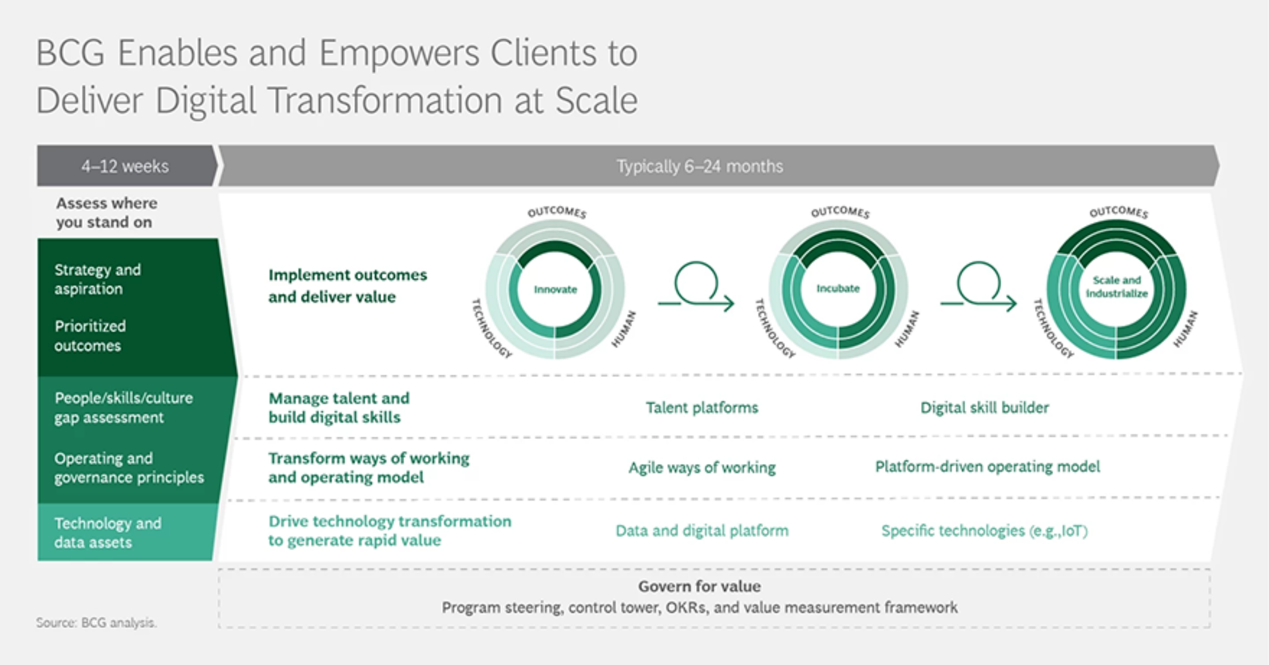 BCG Enables and Empowers Clients to
Deliver Digital Transformation at Scale
4–12 weeks
Typically 6–24 months
Assess where
you stand on
Strategy and
aspiration
Prioritized
outcomes
People/skills/culture
gap assessment
Operating and
governance principles
Technology and
data assets
Implement outcomes
and deliver value
OUTCOMES
Innovate
TECHNOLOGY
HUMAN
OUTCOMES
Incubate
TECHNOLOGY
HUMAN
OUTCOMES
Scale and
industrialize
TECHNOLOGY
HUMAN
Manage talent and
build digital skills
Talent platforms
Digital skill builder
Transform ways of working
and operating model
Agile ways of working
Platform-driven operating model
Drive technology transformation
to generate rapid value
Data and digital platform
Specific technologies (e.g.,IoT)
Govern for value
Program steering, control tower, OKRs, and value measurement framework
Source: BCG analysis.